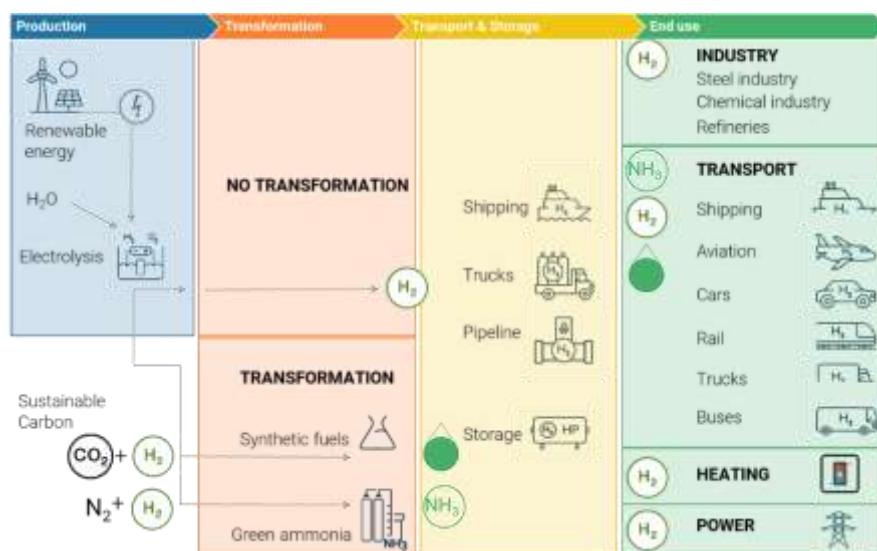 Production
Transformation
Transport & Storage
End use
Renewable
energy
H₂O
Electrolysis
NO TRANSFORMATION
H₂
TRANSFORMATION
Sustainable
Carbon
CO₂ + H₂
Synthetic fuels
N₂ + H₂
Green ammonia
NH₃
NH₃
Shipping
Trucks
Pipeline
Storage
HP
H₂
INDUSTRY
Steel industry
Chemical industry
Refineries
NH₃
H₂
TRANSPORT
Shipping
Aviation
Cars
Rail
Trucks
Buses
H₂
HEATING
H₂
POWER